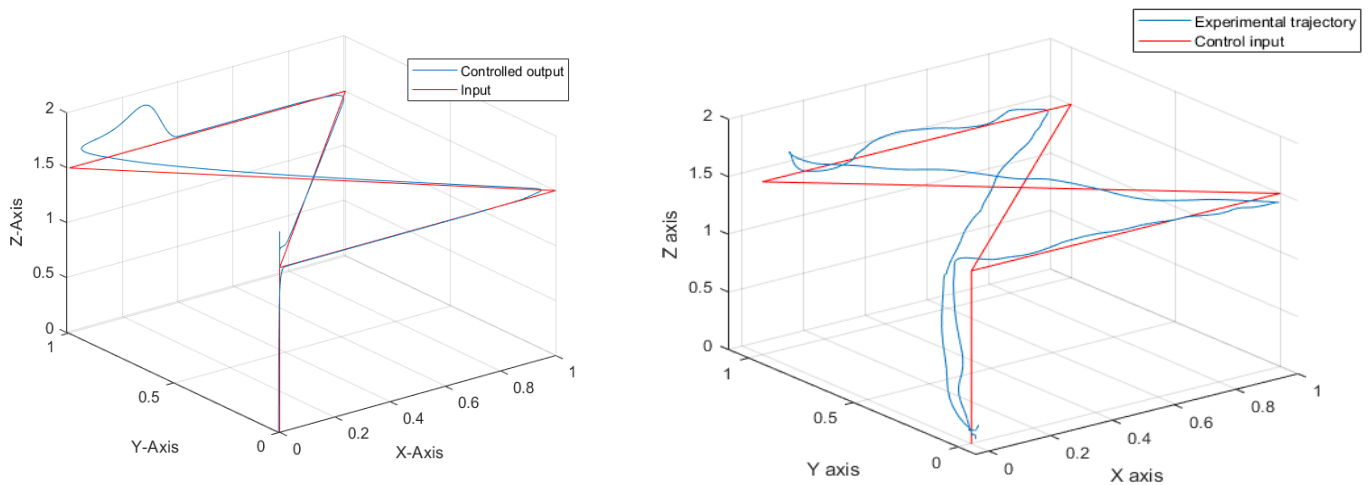 Controlled output
Input
2
1.5
1
0.5
0
Z-Axis
1
0.5
0
Y-Axis
0
0.2
0.4
0.6
0.8
1
X-Axis
Experimental trajectory
Control input
2
1.5
1
0.5
0
Z axis
1
0.5
0
Y axis
0
0.2
0.4
0.6
0.8
1
X axis